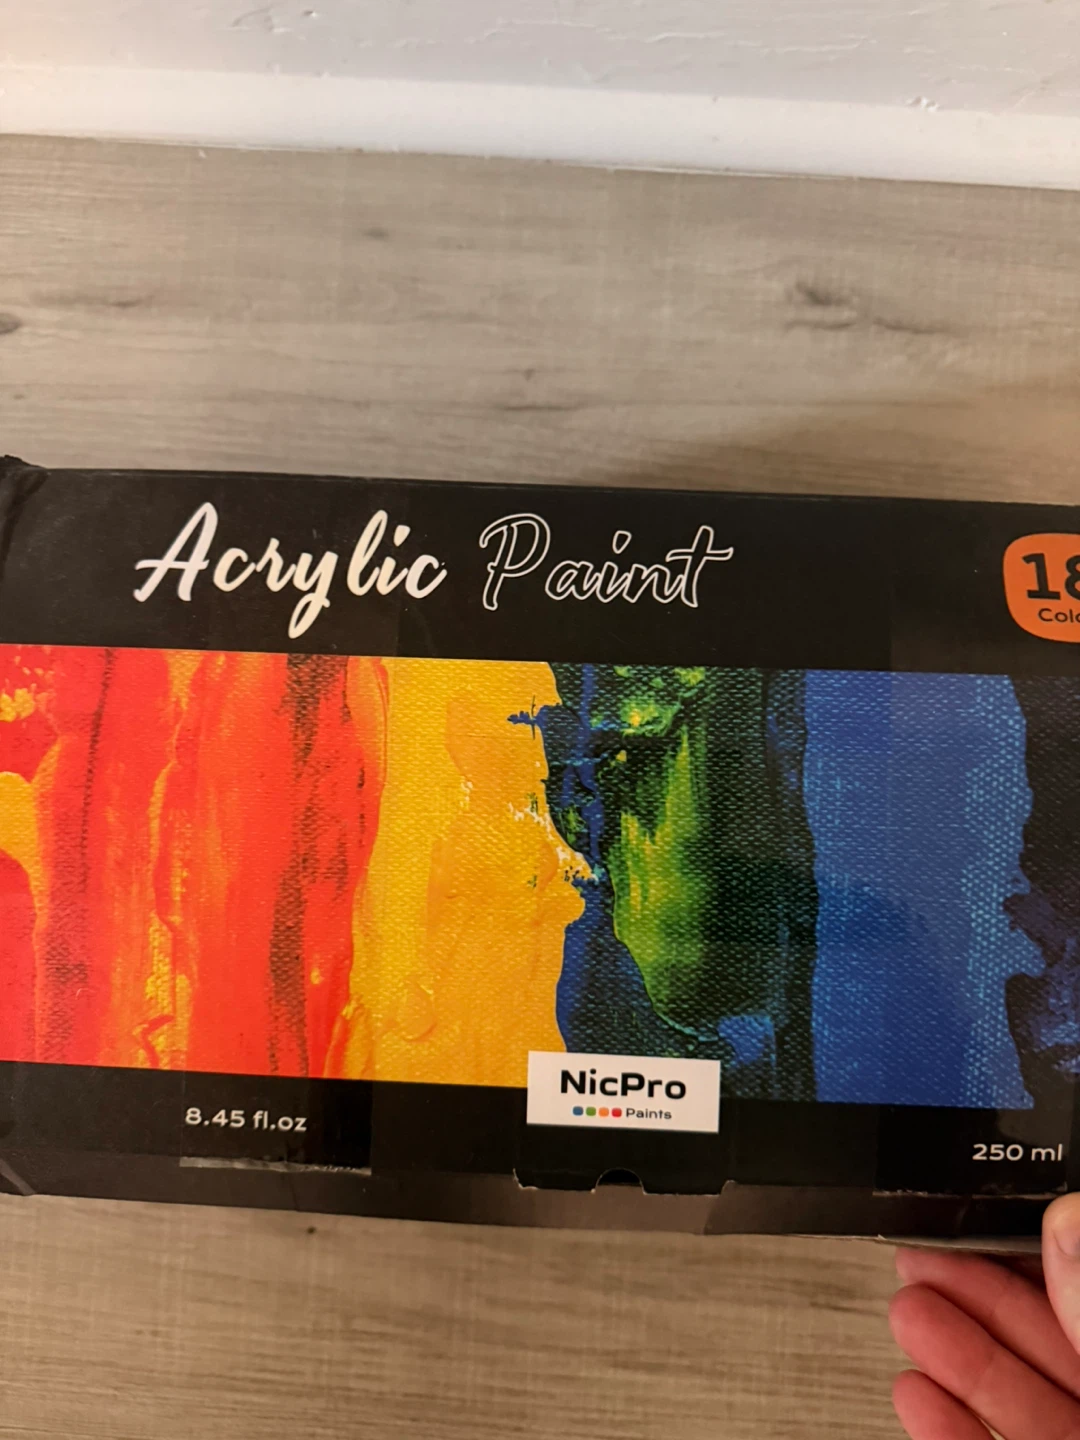 Acrylic Paint
18
NicPro
Paints
8.45 fl.oz
250 ml